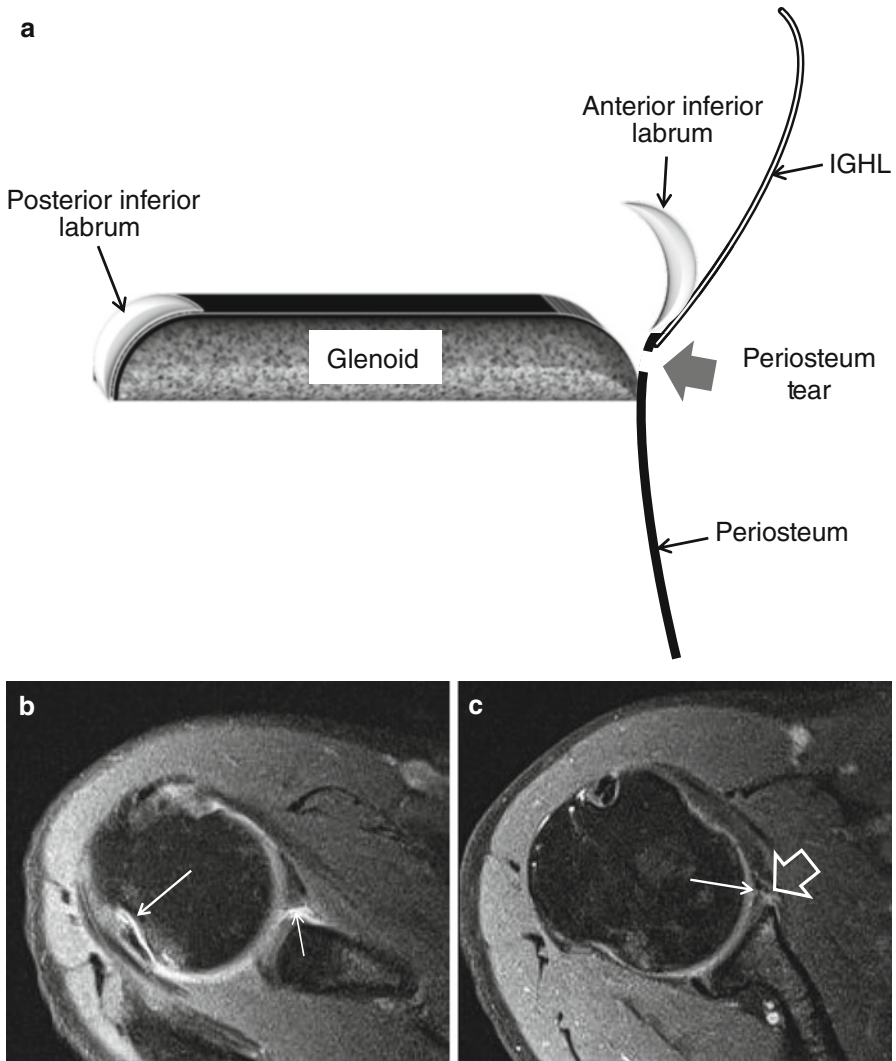 a
Anterior inferior
labrum
IGHL
Posterior inferior
labrum
Glenoid
Periosteum
tear
Periosteum
b
c